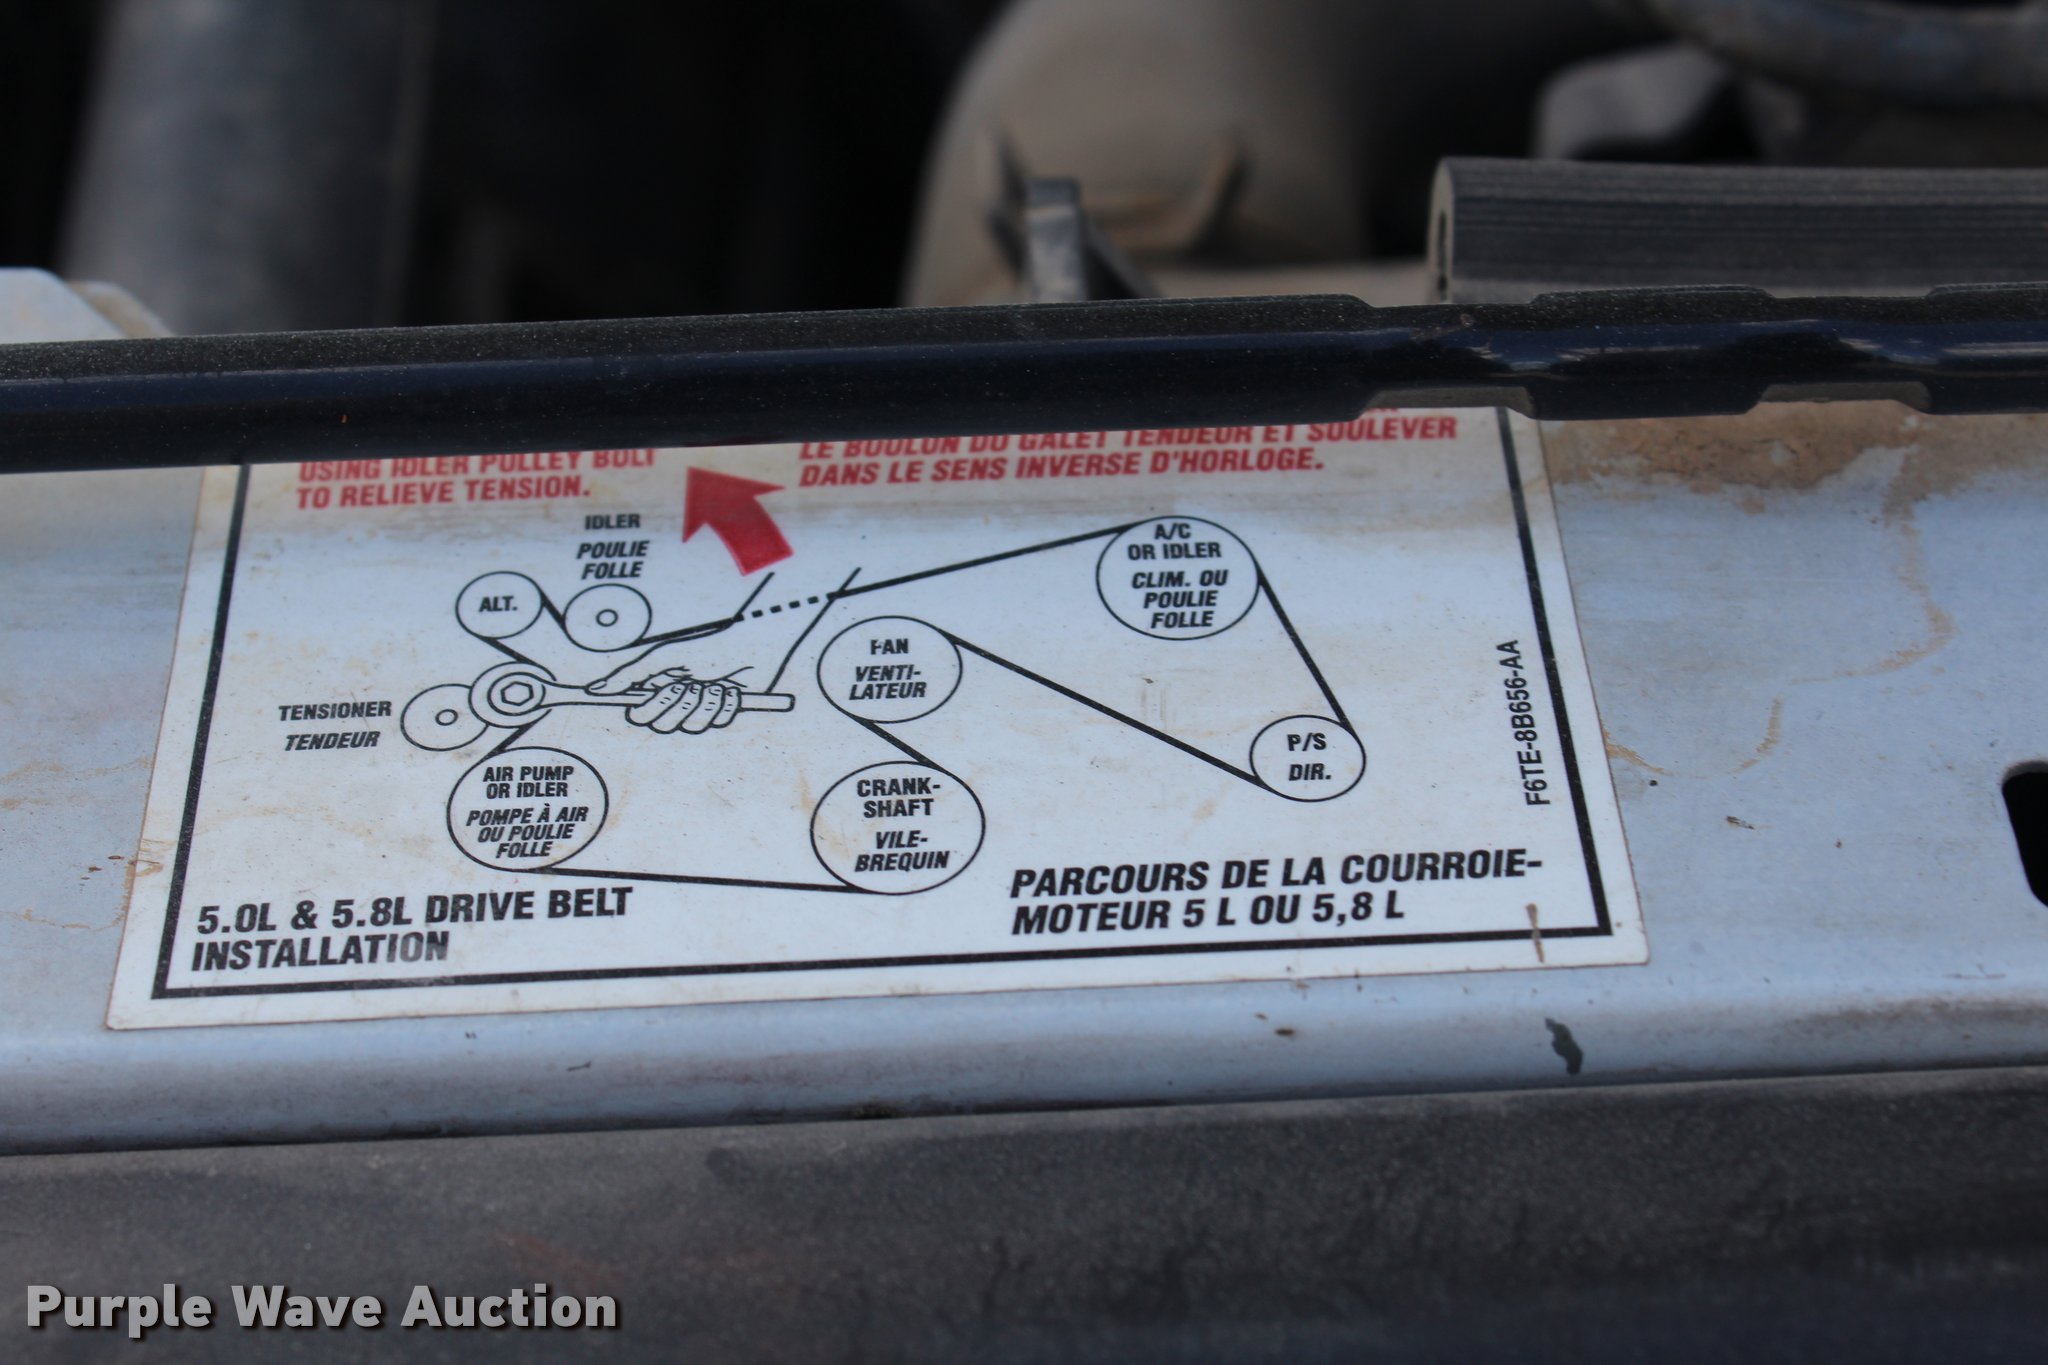 USING IDLER PULLEY BOLT
TO RELIEVE TENSION.
LE BOULON DU GALET TENDEUR ET SOULEVER
DANS LE SENS INVERSE D'HORLOGE.
IDLER
POULIE
FOLLE
ALT.
A/C
OR IDLER
CLIM. OU
POULIE
FOLLE
FAN
VENTI-
LATEUR
TENSIONER
TENDEUR
P/S
DIR.
AIR PUMP
OR IDLER
POMPE À AIR
OU POULIE
FOLLE
CRANK-
SHAFT
VILE-
BREQUIN
F6TE-8B656-AA
5.0L & 5.8L DRIVE BELT
INSTALLATION
PARCOURS DE LA COURROIE-
MOTEUR 5 L OU 5,8 L
Purple Wave Auction